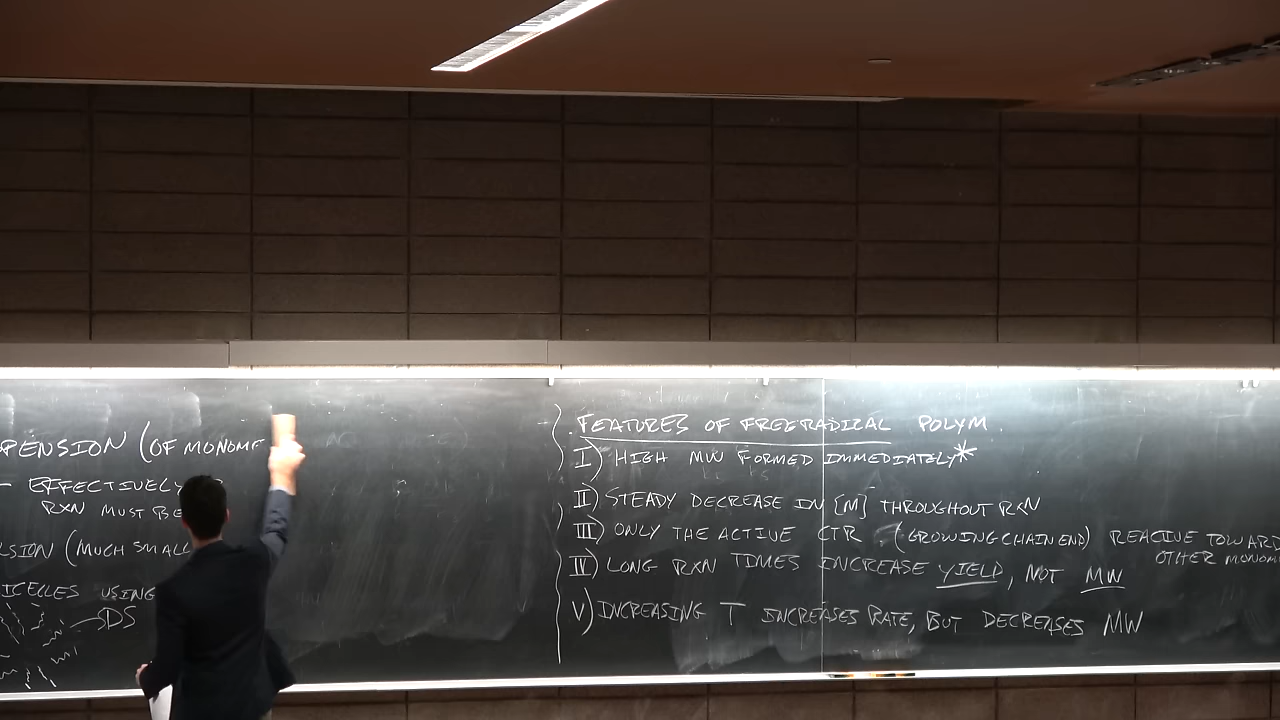 PENSION (OF MONOME
- EFFECTIVELY
RXN MUST BE
LSION (MUCH SMALL
ICELLES USING
SDS
FEATURES OF FREE RADICAL POLYM.
I) HIGH MW FORMED IMMEDIATELY*
II) STEADY DECREASE IN [M] THROUGHOUT RXN
III) ONLY THE ACTIVE CTR. (GROWING CHAIN END) REACTIVE TOWARD
OTHER MONOM
IV) LONG RXN TIMES INCREASE YIELD, NOT MW
V) INCREASING T INCREASES RATE, BUT DECREASES MW